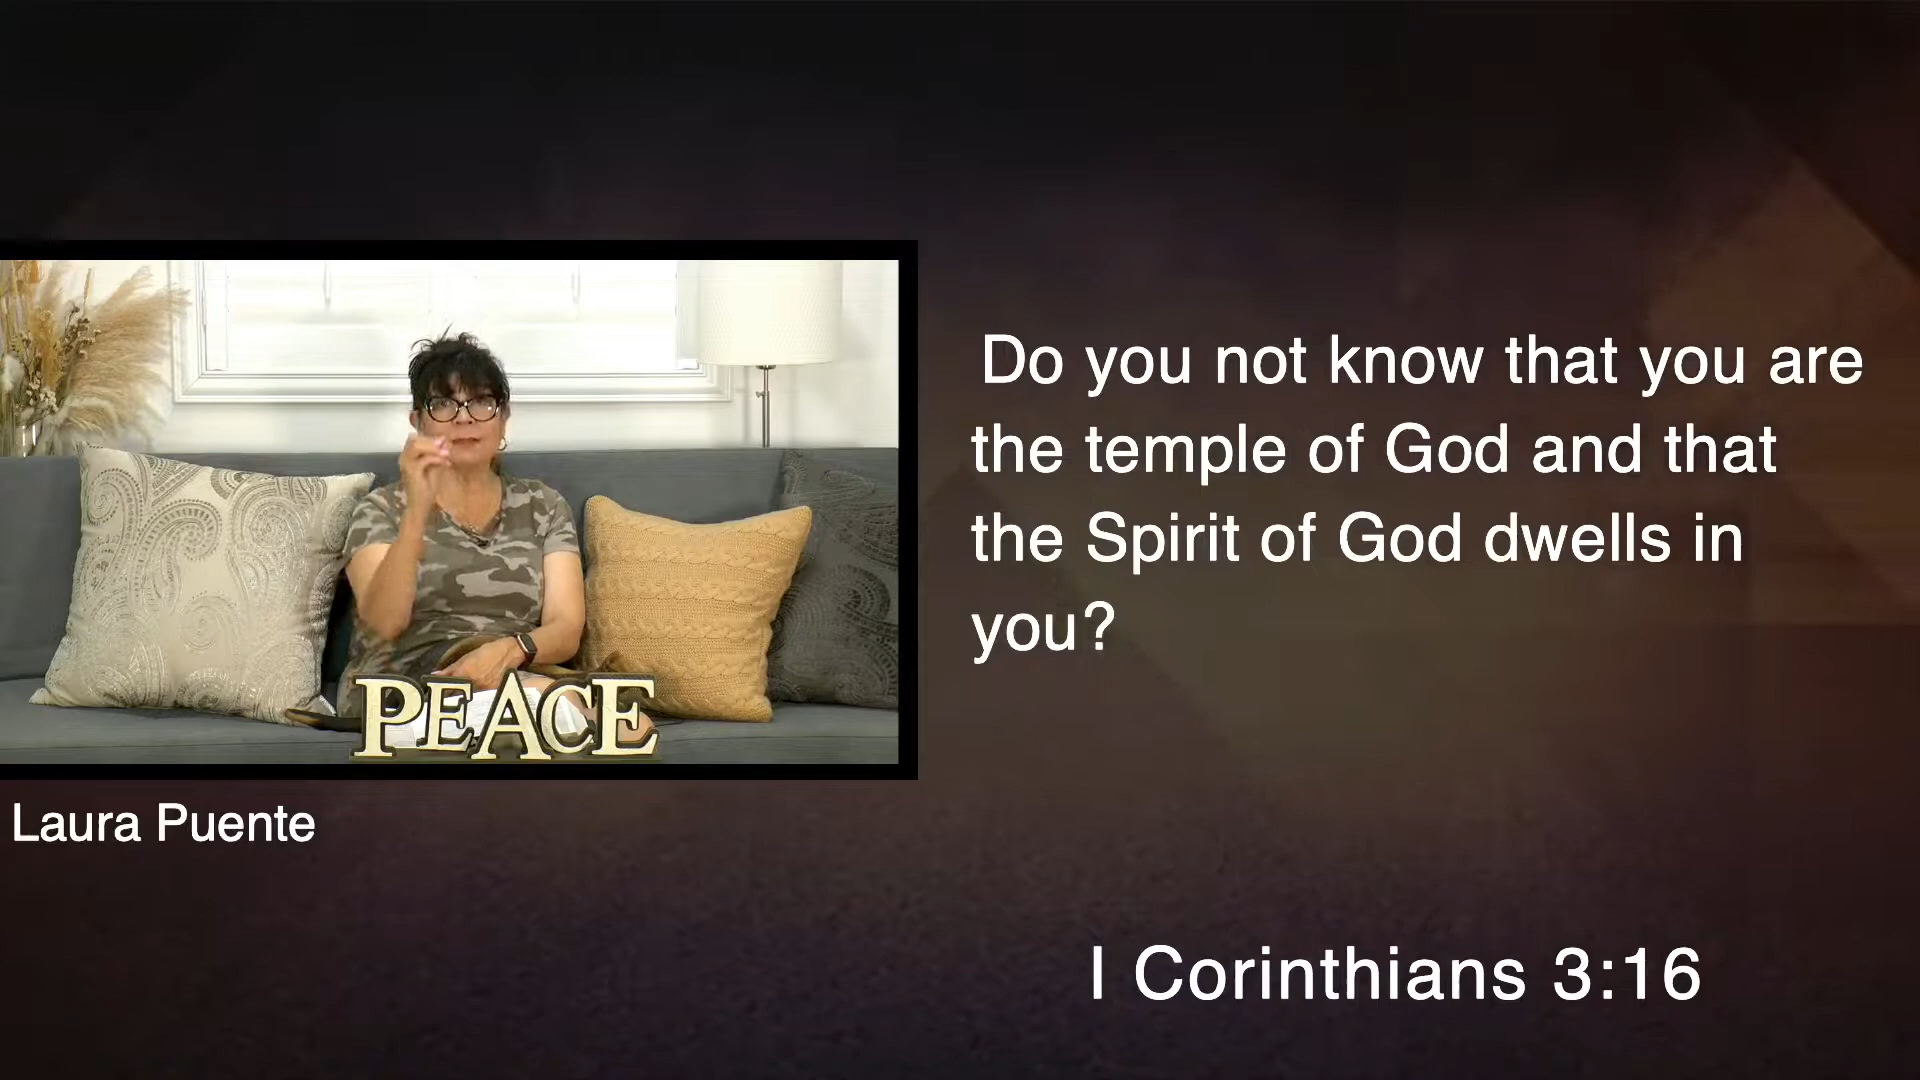 Do you not know that you are
the temple of God and that
the Spirit of God dwells in
you?
PEACE
Laura Puente
I Corinthians 3:16